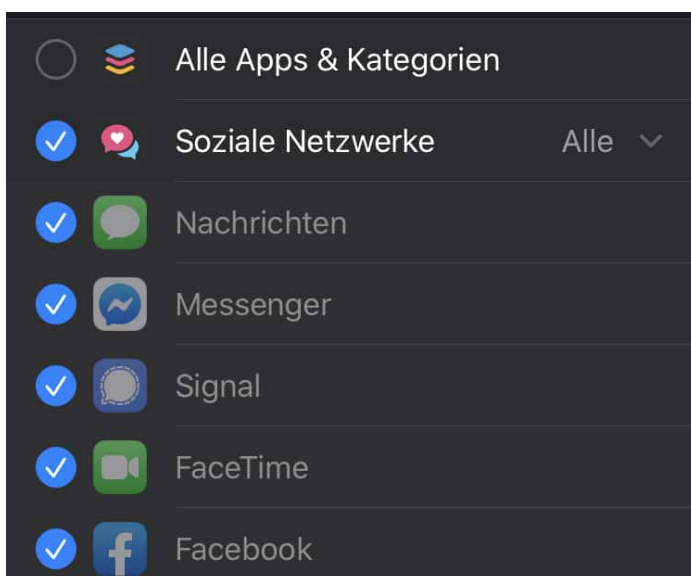 Alle Apps & Kategorien
Soziale Netzwerke Alle
Nachrichten
Messenger
Signal
FaceTime
Facebook